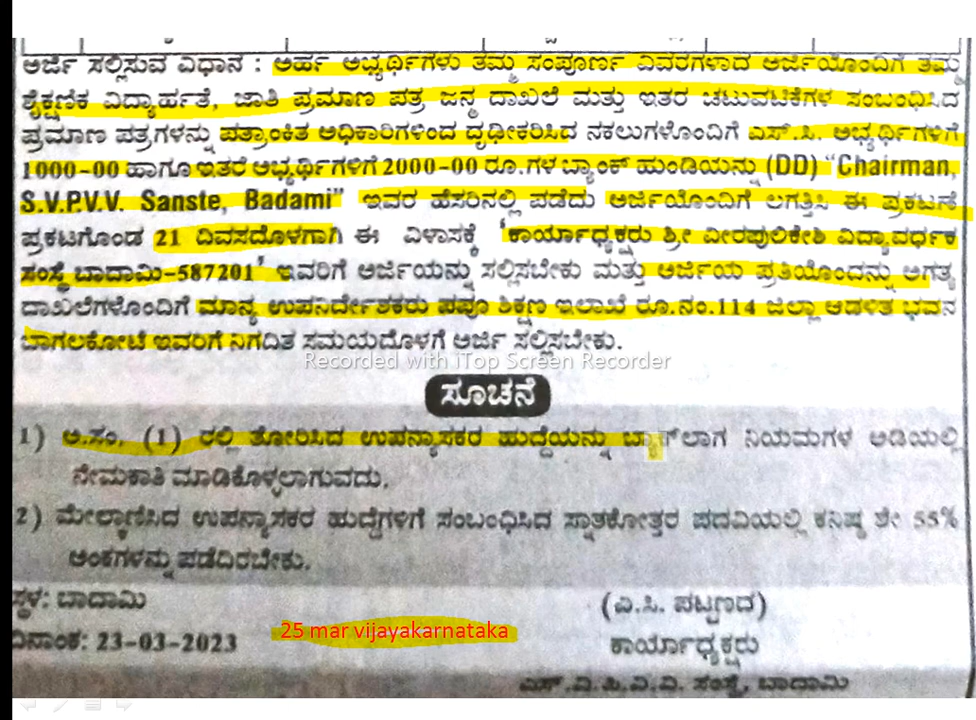 ಅರ್ಜಿ ಸಲ್ಲಿಸುವ ವಿಧಾನ : ಅರ್ಹ ಅಭ್ಯರ್ಥಿಗಳು ತಮ್ಮ ಸಂಪೂರ್ಣ ವಿವರಗಳಾದ ಅರ್ಜಿಯೊಂದಿಗೆ ತಮ್ಮ
ಶೈಕ್ಷಣಿಕ ವಿದ್ಯಾರ್ಹತೆ, ಜಾತಿ ಪ್ರಮಾಣ ಪತ್ರ ಜನ್ಮ ದಾಖಲೆ ಮತ್ತು ಇತರ ಚಟುವಟಿಕೆಗಳ ಸಂಬಂಧಿಸಿದ
ಪ್ರಮಾಣ ಪತ್ರಗಳನ್ನು ಪತ್ರಾಂಕಿತ ಅಧಿಕಾರಿಗಳಿಂದ ದೃಢೀಕರಿಸಿದ ನಕಲುಗಳೊಂದಿಗೆ ಎಸ್.ಸಿ. ಅಭ್ಯರ್ಥಿಗಳಿಗೆ
1000-00 ಹಾಗೂ ಇತರೆ ಅಭ್ಯರ್ಥಿಗಳಿಗೆ 2000-00 ರೂ.ಗಳ ಬ್ಯಾಂಕ್ ಹುಂಡಿಯನ್ನು (DD) "Chairman,
S.V.P.V.V. Sanste, Badami" ಇವರ ಹೆಸರಿನಲ್ಲಿ ಪಡೆದು ಅರ್ಜಿಯೊಂದಿಗೆ ಲಗತ್ತಿಸಿ ಈ ಪ್ರಕಟಣೆ
ಪ್ರಕಟಗೊಂಡ 21 ದಿವಸದೊಳಗಾಗಿ ಈ ವಿಳಾಸಕ್ಕೆ 'ಕಾರ್ಯಾಧ್ಯಕ್ಷರು ಶ್ರೀ ವೀರಪುಲಿಕೇಶಿ ವಿದ್ಯಾವರ್ಧಕ
ಸಂಸ್ಥೆ ಬಾದಾಮಿ-587201' ಇವರಿಗೆ ಅರ್ಜಿಯನ್ನು ಸಲ್ಲಿಸಬೇಕು ಮತ್ತು ಅರ್ಜಿಯ ಪ್ರತಿಯೊಂದನ್ನು ಅಗತ್ಯ
ದಾಖಲೆಗಳೊಂದಿಗೆ ಮಾನ್ಯ ಉಪನಿರ್ದೇಶಕರು ಪಪೂ ಶಿಕ್ಷಣ ಇಲಾಖೆ ರೂ.ನಂ.114 ಜಿಲ್ಲಾ ಆಡಳಿತ ಭವನ
ಬಾಗಲಕೋಟೆ ಇವರಿಗೆ ನಿಗದಿತ ಸಮಯದೊಳಗೆ ಅರ್ಜಿ ಸಲ್ಲಿಸಬೇಕು.
Recorded with iTop Screen Recorder
ಸೂಚನೆ
1) ಅ.ಸಂ. (1) ರಲ್ಲಿ ತೋರಿಸಿದ ಉಪನ್ಯಾಸಕರ ಹುದ್ದೆಯನ್ನು ಬ್ಯಾಗ್‌ಲಾಗ ನಿಯಮಗಳ ಅಡಿಯಲ್ಲಿ
ನೇಮಕಾತಿ ಮಾಡಿಕೊಳ್ಳಲಾಗುವದು.
2) ಮೇಲ್ಕಾಣಿಸಿದ ಉಪನ್ಯಾಸಕರ ಹುದ್ದೆಗಳಿಗೆ ಸಂಬಂಧಿಸಿದ ಸ್ನಾತಕೋತ್ತರ ಪದವಿಯಲ್ಲಿ ಕನಿಷ್ಠ ಶೇ 55%
ಅಂಕಗಳನ್ನು ಪಡೆದಿರಬೇಕು.
ಸ್ಥಳ: ಬಾದಾಮಿ
(ಎ.ಸಿ. ಪಟ್ಟಣದ)
ದಿನಾಂಕ: 23-03-2023
25 mar vijayakarnataka
ಕಾರ್ಯಾಧ್ಯಕ್ಷರು
ಎಸ್.ವಿ.ಪಿ.ವಿ.ವಿ. ಸಂಸ್ಥೆ, ಬಾದಾಮಿ